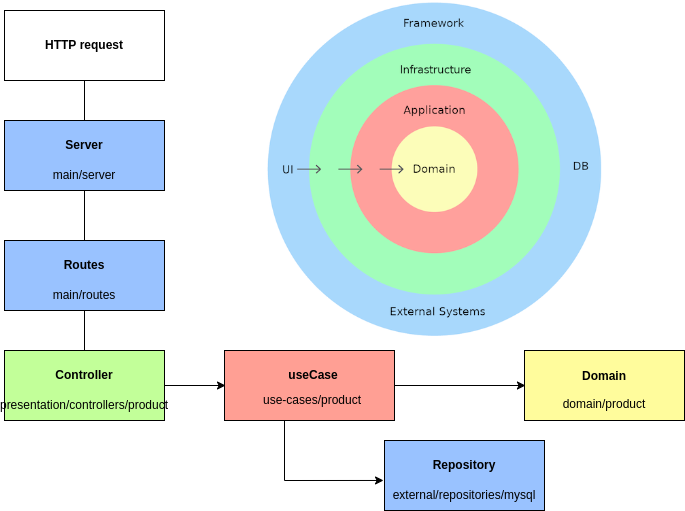 HTTP request
Server
main/server
Routes
main/routes
Controller
presentation/controllers/product
useCase
use-cases/product
Domain
domain/product
Repository
external/repositories/mysql
Framework
Infrastructure
Application
UI
Domain
DB
External Systems